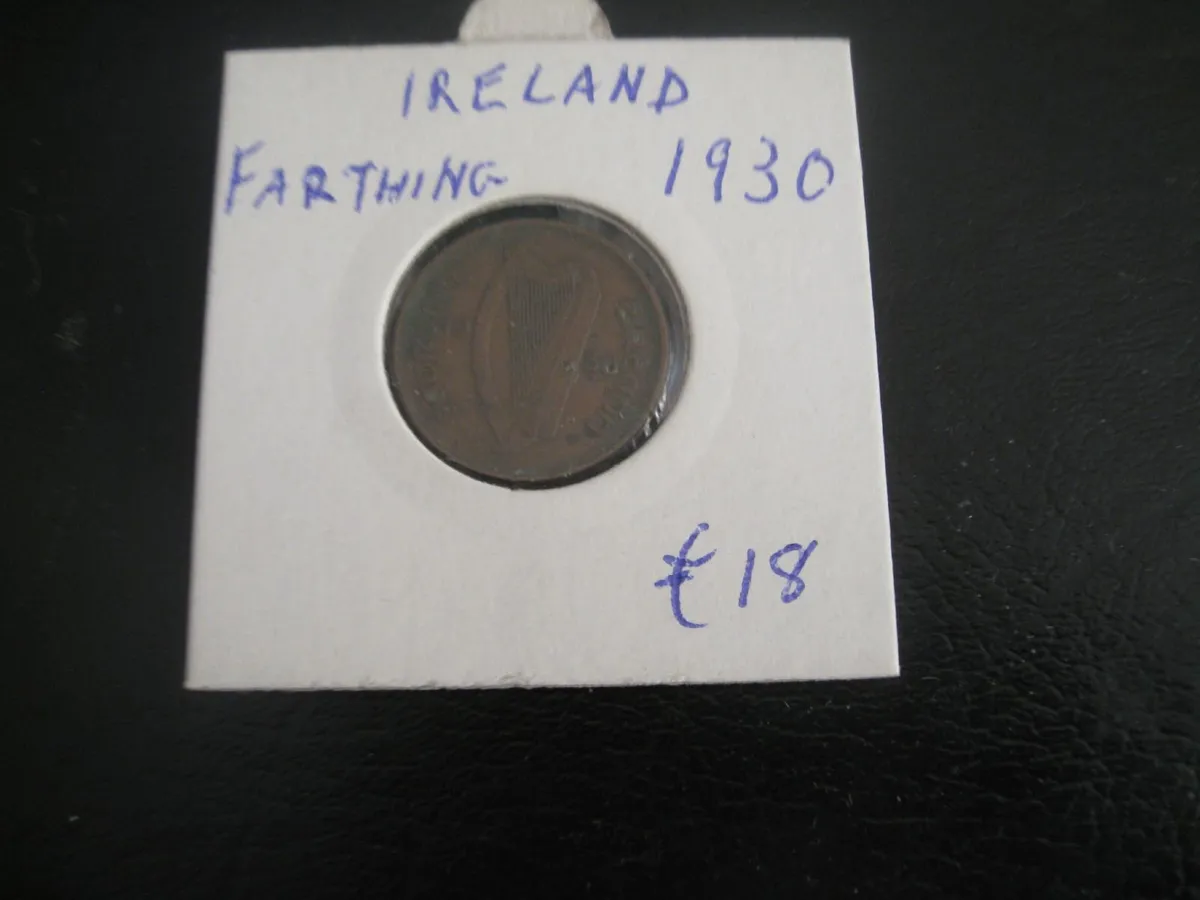 IRELAND
FARTHING 1930
€18